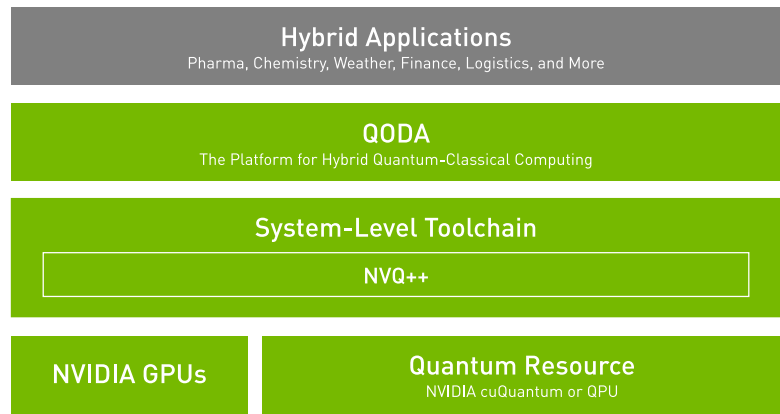 Hybrid Applications
Pharma, Chemistry, Weather, Finance, Logistics, and More
QODA
The Platform for Hybrid Quantum-Classical Computing
System-Level Toolchain
NVQ++
NVIDIA GPUs
Quantum Resource
NVIDIA cuQuantum or QPU